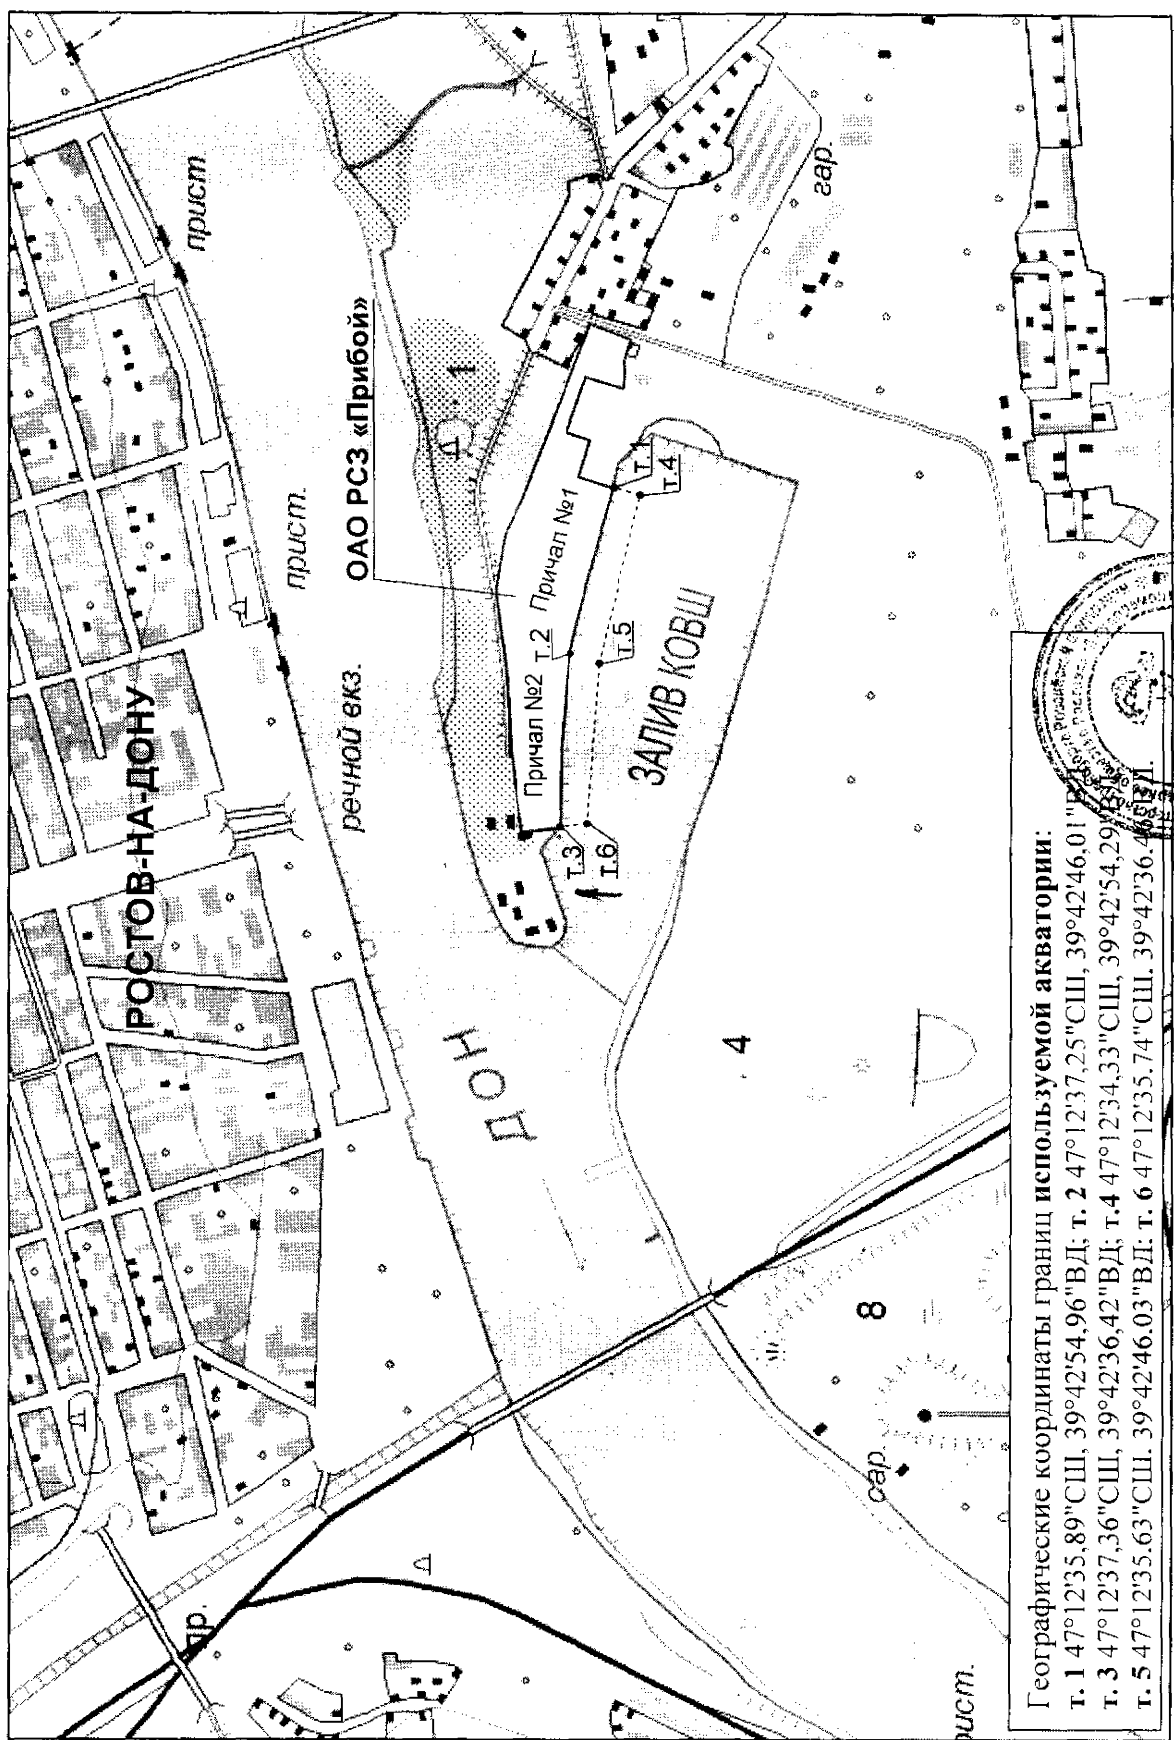 РОСТОВ-НА-ДОНУ
прист.
прист.
речной вкз.
ОАО РСЗ «Прибой»
1
Причал №1
Причал №2
т.2
т.1
т.4
т.5
т.3
т.6
ЗАЛИВ КОВШ
ДОН
4
8
гар.
сар.
пр.
Географические координаты границ используемой акватории:
т. 1 47°12'35,89"СШ, 39°42'54,96"ВД; т. 2 47°12'37,25"СШ, 39°42'46,01"ВД
т. 3 47°12'37,36"СШ, 39°42'36,42"ВД; т.4 47°12'34,33"СШ, 39°42'54,29"
т. 5 47°12'35.63"СШ. 39°42'46.03"ВД: т. 6 47°12'35.74"СШ. 39°42'36.